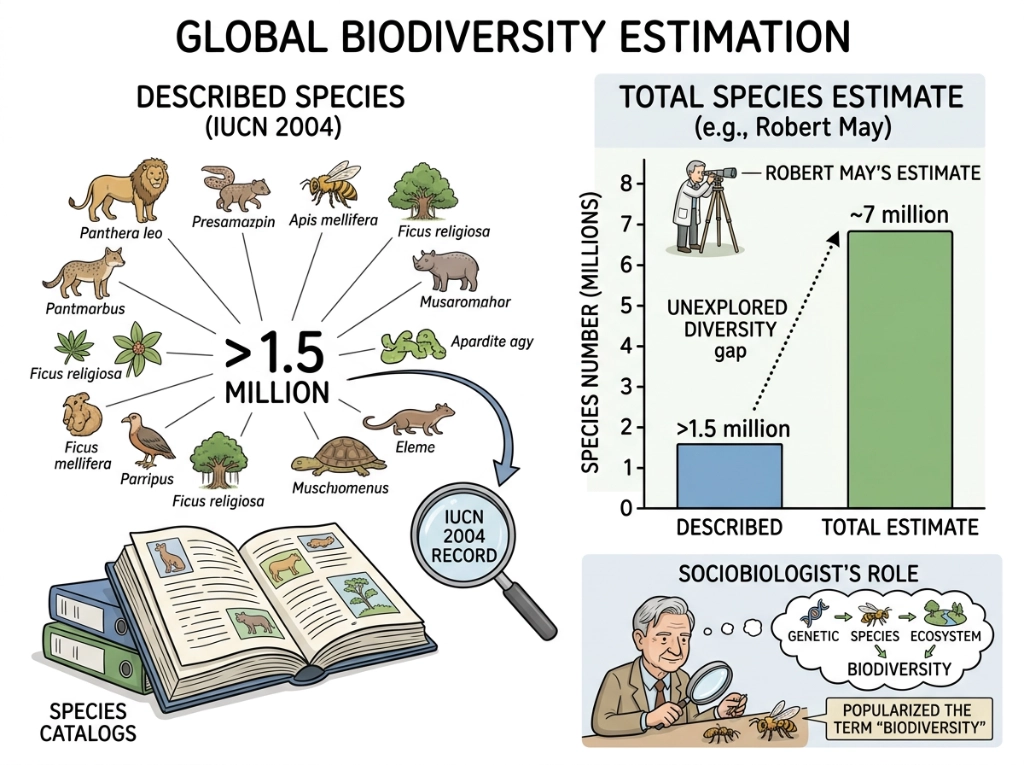 GLOBAL BIODIVERSITY ESTIMATION
DESCRIBED SPECIES
(IUCN 2004)
Panthera leo
Presamazpin
Apis mellifera
Ficus religiosa
Pantmarbus
Musaromahor
Ficus religiosa
Apardite agy
>1.5
MILLION
Ficus
mellifera
Parripus
Ficus religiosa
Muschomenus
Eleme
IUCN
2004
RECORD
SPECIES
CATALOGS
TOTAL SPECIES ESTIMATE
(e.g., Robert May)
SPECIES NUMBER (MILLIONS)
8
7
6
5
4
3
2
1
0
ROBERT MAY'S ESTIMATE
~7 million
UNEXPLORED
DIVERSITY
gap
>1.5 million
DESCRIBED
TOTAL ESTIMATE
SOCIOBIOLOGIST'S ROLE
GENETIC
SPECIES
ECOSYSTEM
BIODIVERSITY
POPULARIZED THE
TERM "BIODIVERSITY"